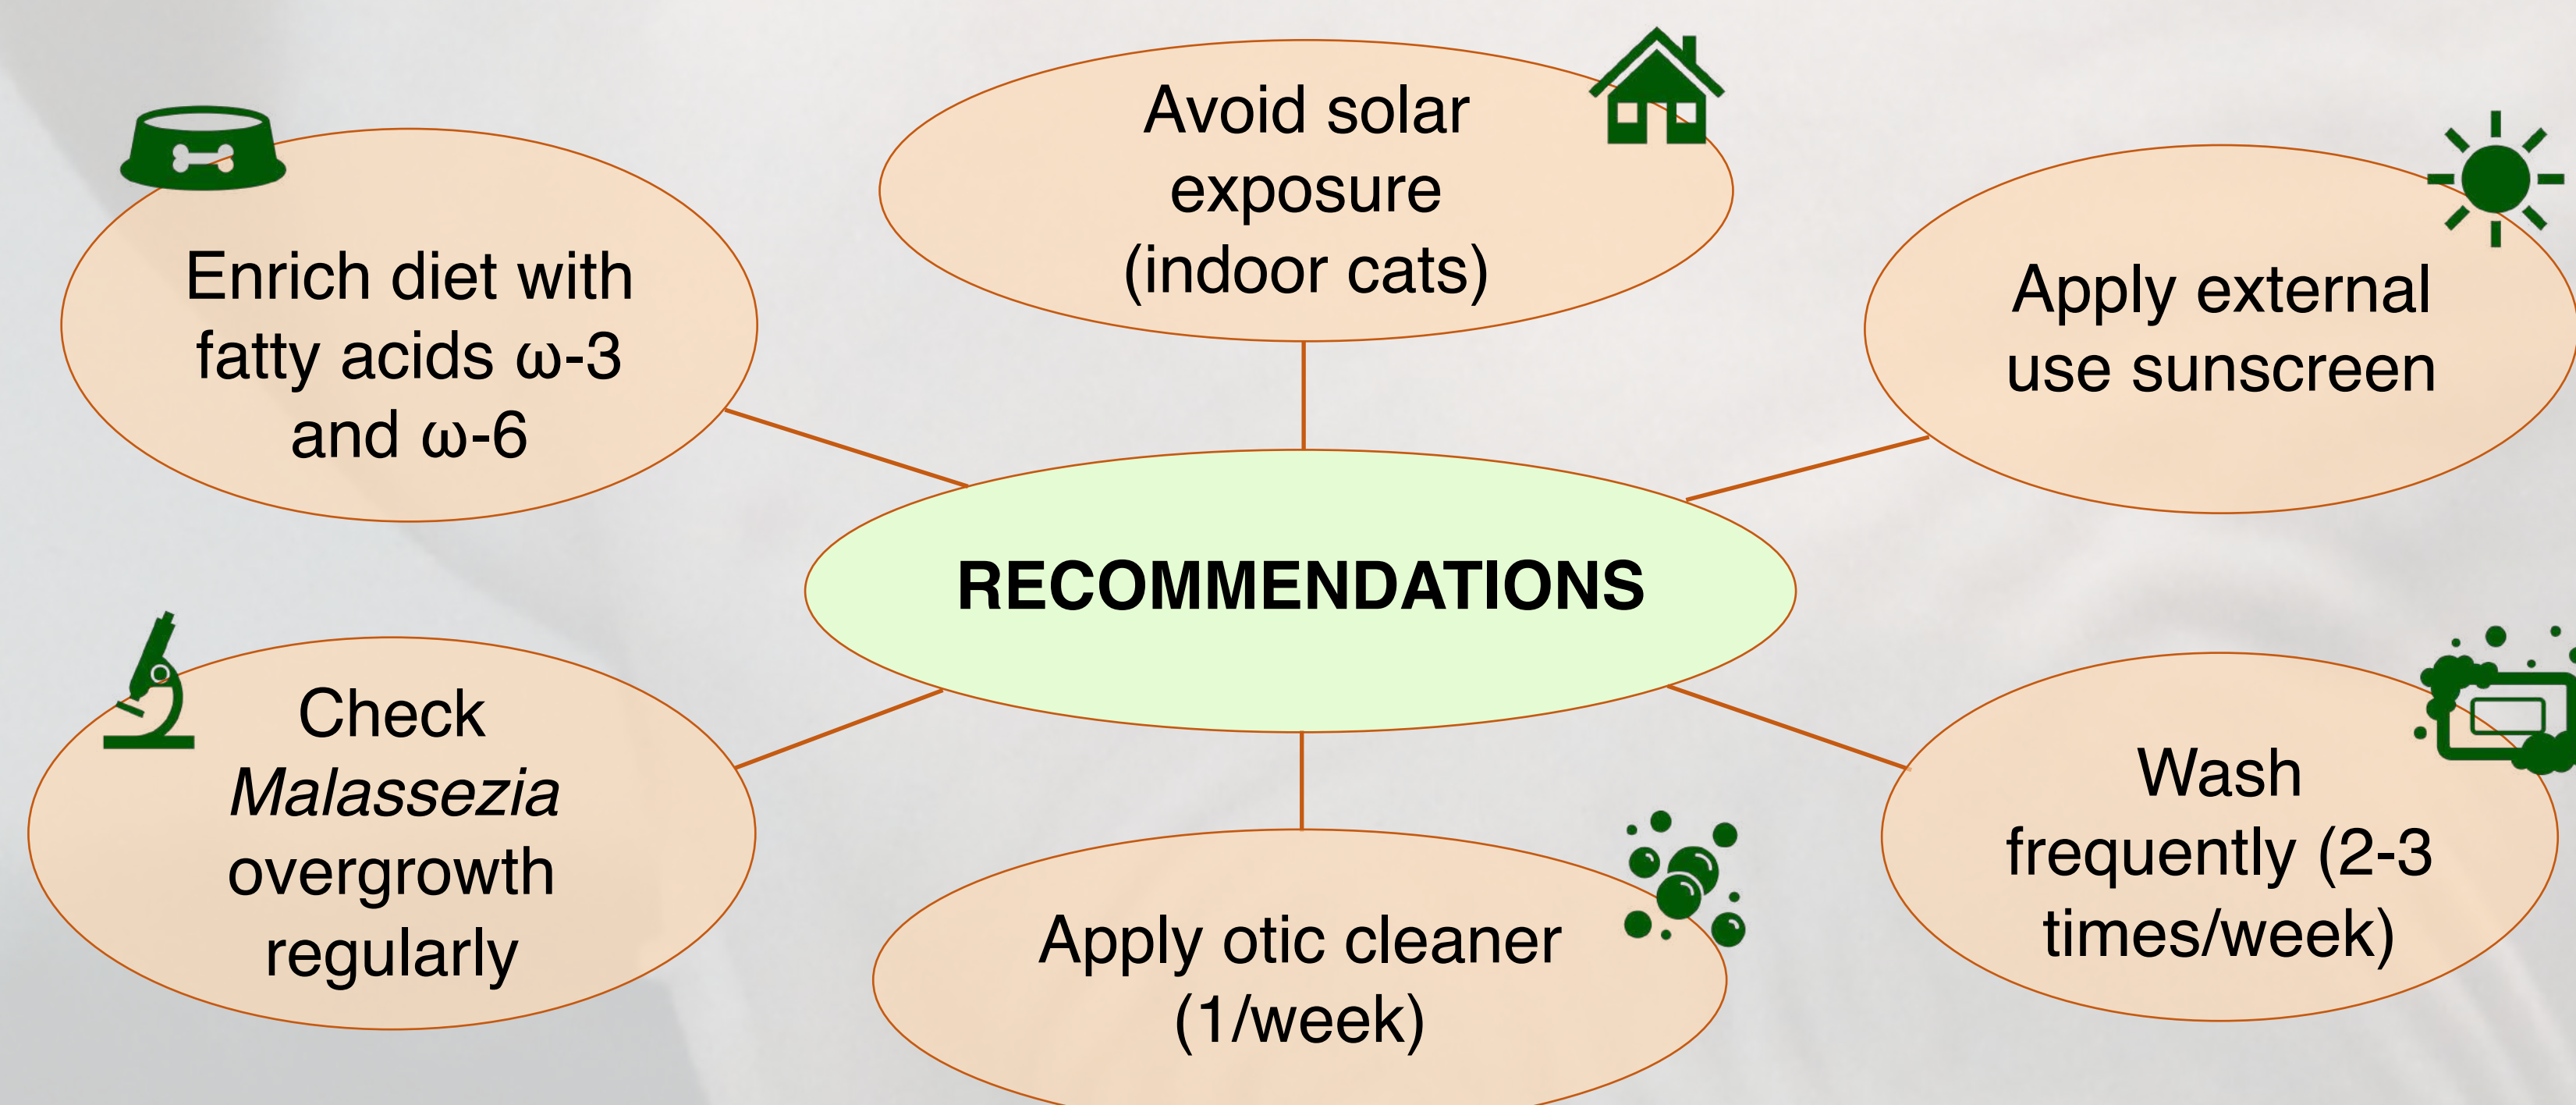 Avoid solar
exposure
(indoor cats)
Enrich diet with
fatty acids ω-3
and ω-6
Apply external
use sunscreen
RECOMMENDATIONS
Check
Malassezia
overgrowth
regularly
Wash
frequently (2-3
times/week)
Apply otic cleaner
(1/week)